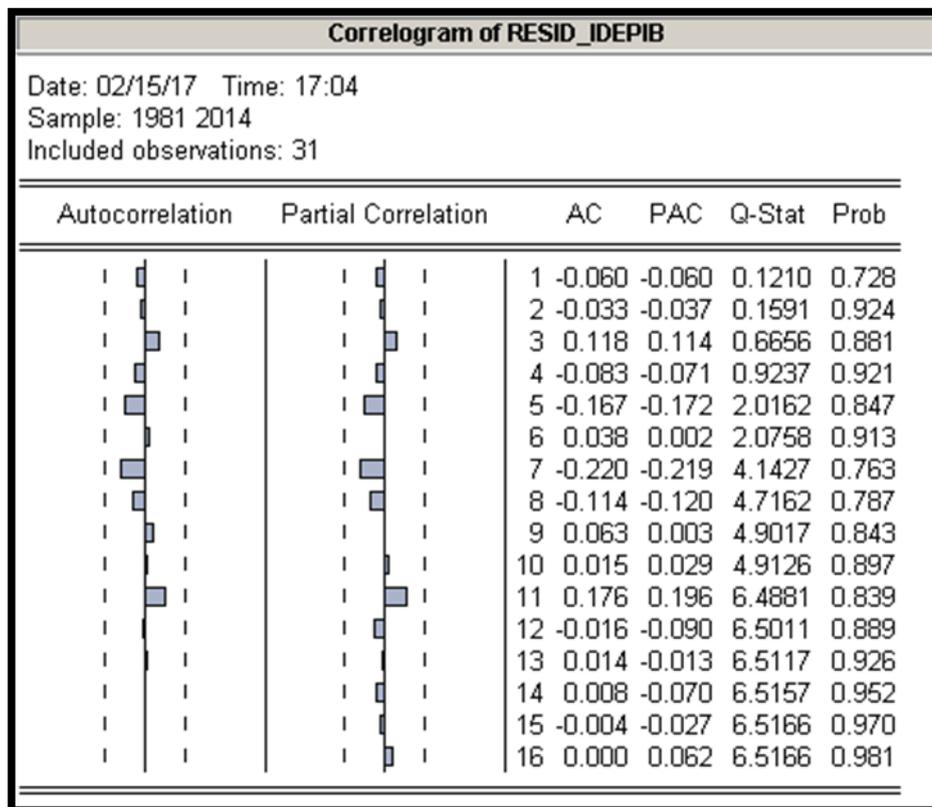 Correlogram of RESID_IDEPIB
Date: 02/15/17 Time: 17:04
Sample: 1981 2014
Included observations: 31
Autocorrelation Partial Correlation AC PAC Q-Stat Prob
1 -0.060 -0.060 0.1210 0.728
2 -0.033 -0.037 0.1591 0.924
3 0.118 0.114 0.6656 0.881
4 -0.083 -0.071 0.9237 0.921
5 -0.167 -0.172 2.0162 0.847
6 0.038 0.002 2.0758 0.913
7 -0.220 -0.219 4.1427 0.763
8 -0.114 -0.120 4.7162 0.787
9 0.063 0.003 4.9017 0.843
10 0.015 0.029 4.9126 0.897
11 0.176 0.196 6.4881 0.839
12 -0.016 -0.090 6.5011 0.889
13 0.014 -0.013 6.5117 0.926
14 0.008 -0.070 6.5157 0.952
15 -0.004 -0.027 6.5166 0.970
16 0.000 0.062 6.5166 0.981